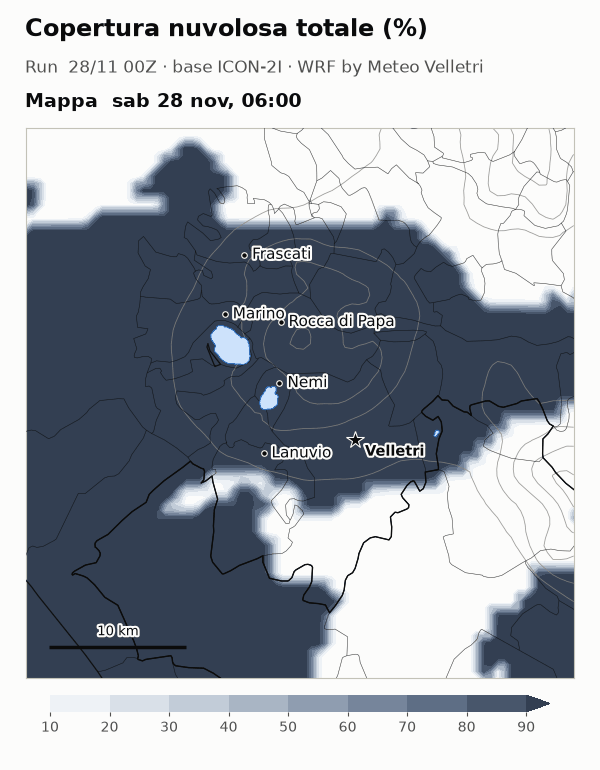 Copertura nuvolosa totale (%)
Run  28/11 00Z · base ICON-2I · WRF by Meteo Velletri
Mappa  sab 28 nov, 06:00
Frascati
Marino
Rocca di Papa
Nemi
Velletri
Lanuvio
10 km
10 20 30 40 50 60 70 80 90